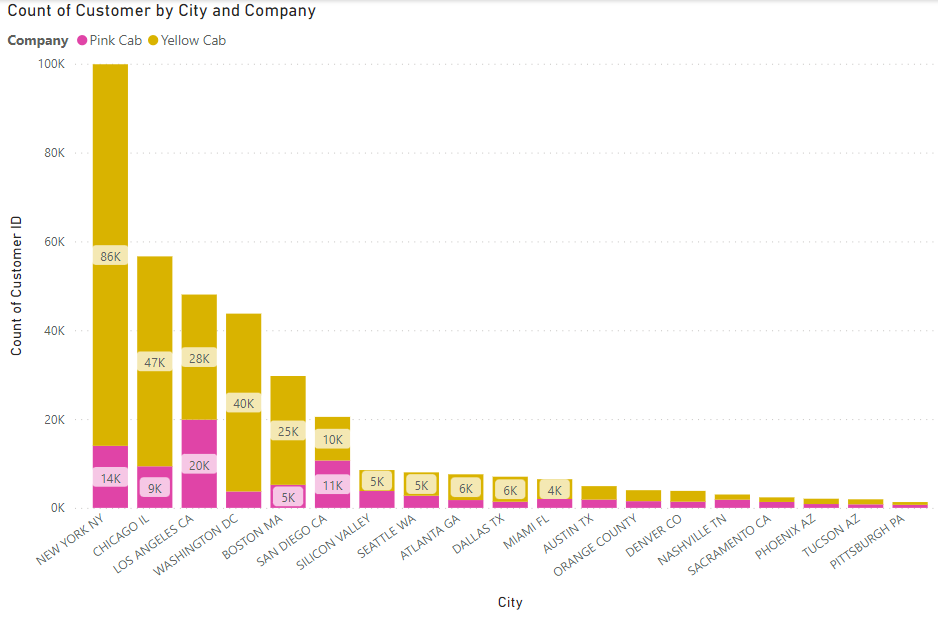 Count of Customer by City and Company
Company Pink Cab Yellow Cab
100K
80K
60K
40K
20K
0K
Count of Customer ID
86K
14K
47K
9K
28K
20K
40K
25K
5K
10K
11K
5K
5K
6K
6K
4K
NEW YORK NY
CHICAGO IL
LOS ANGELES CA
WASHINGTON DC
BOSTON MA
SAN DIEGO CA
SILICON VALLEY
SEATTLE WA
ATLANTA GA
DALLAS TX
MIAMI FL
AUSTIN TX
ORANGE COUNTY
DENVER CO
NASHVILLE TN
SACRAMENTO CA
PHOENIX AZ
TUCSON AZ
PITTSBURGH PA
City